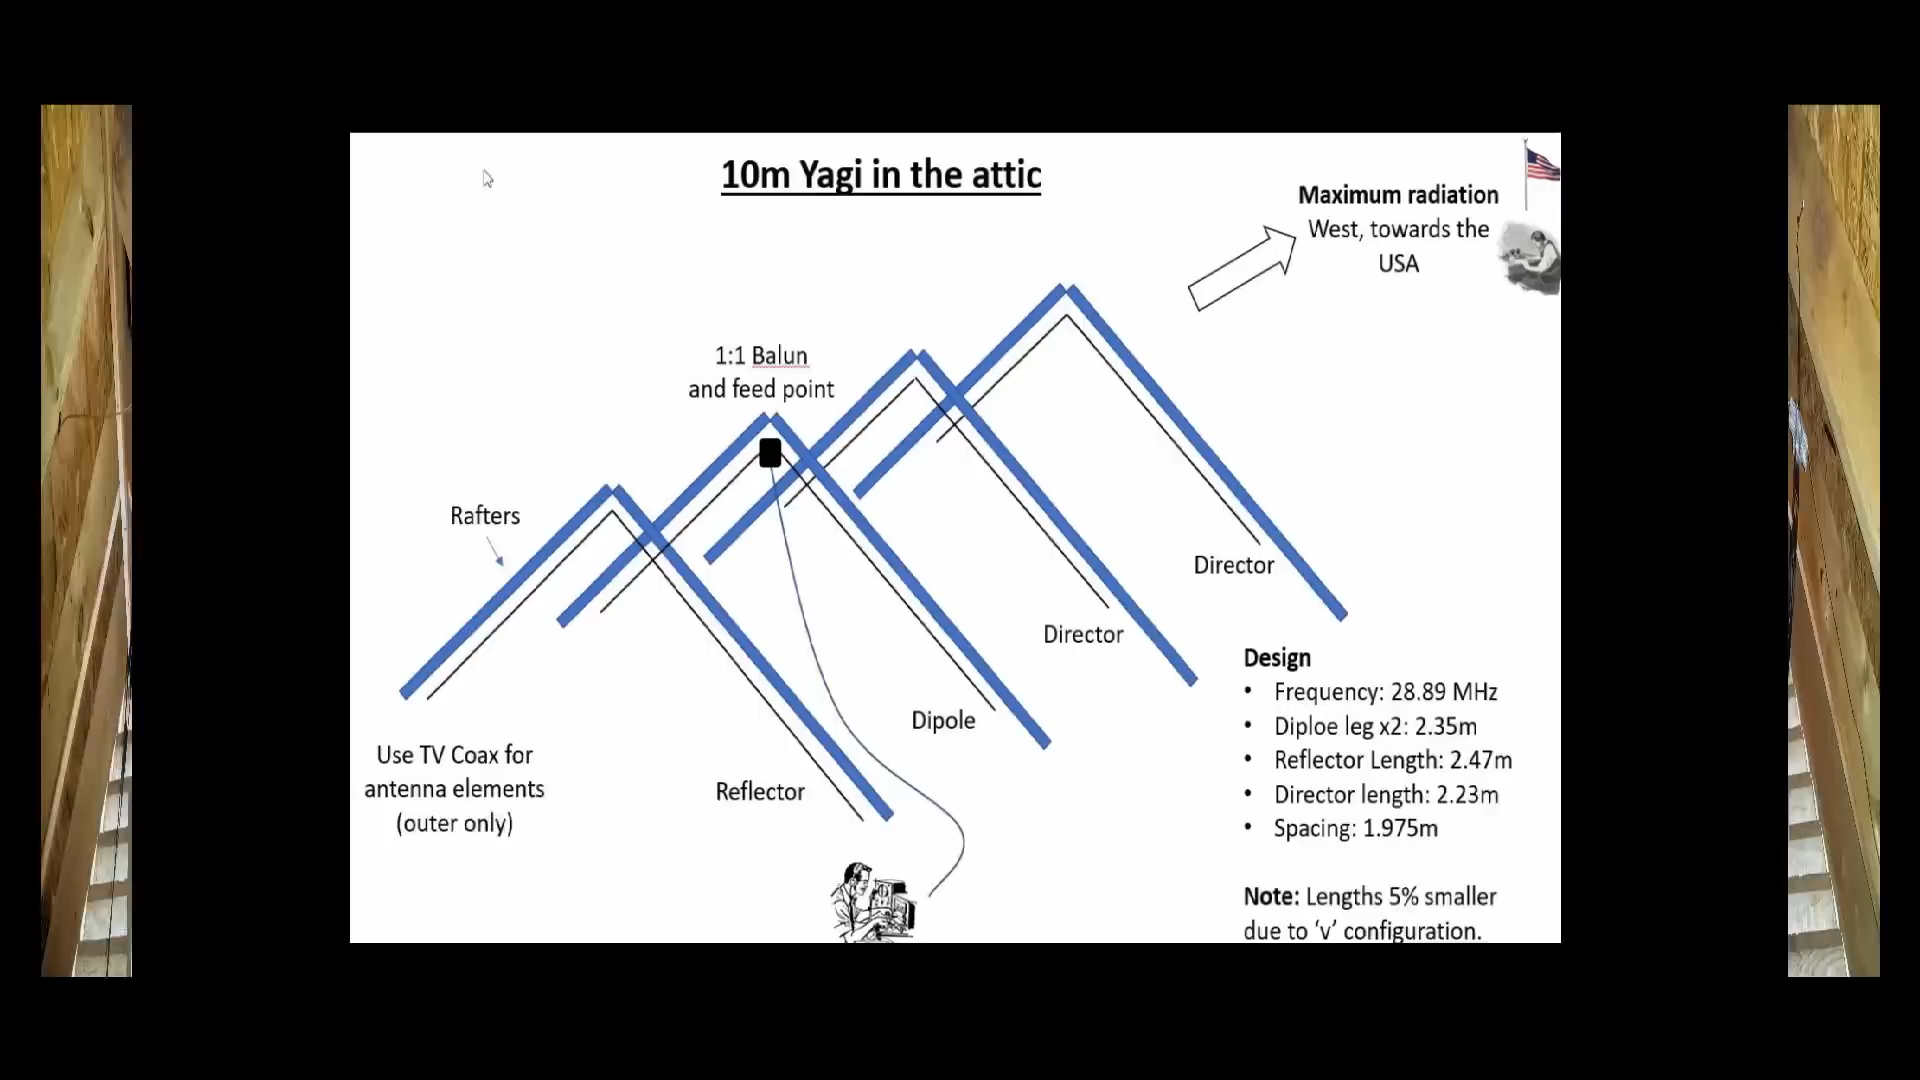 10m Yagi in the attic
Maximum radiation
West, towards the
USA
1:1 Balun
and feed point
Rafters
Director
Director
Dipole
Reflector
Use TV Coax for
antenna elements
(outer only)
Design
• Frequency: 28.89 MHz
• Diploe leg x2: 2.35m
• Reflector Length: 2.47m
• Director length: 2.23m
• Spacing: 1.975m
Note: Lengths 5% smaller
due to ‘v’ configuration.